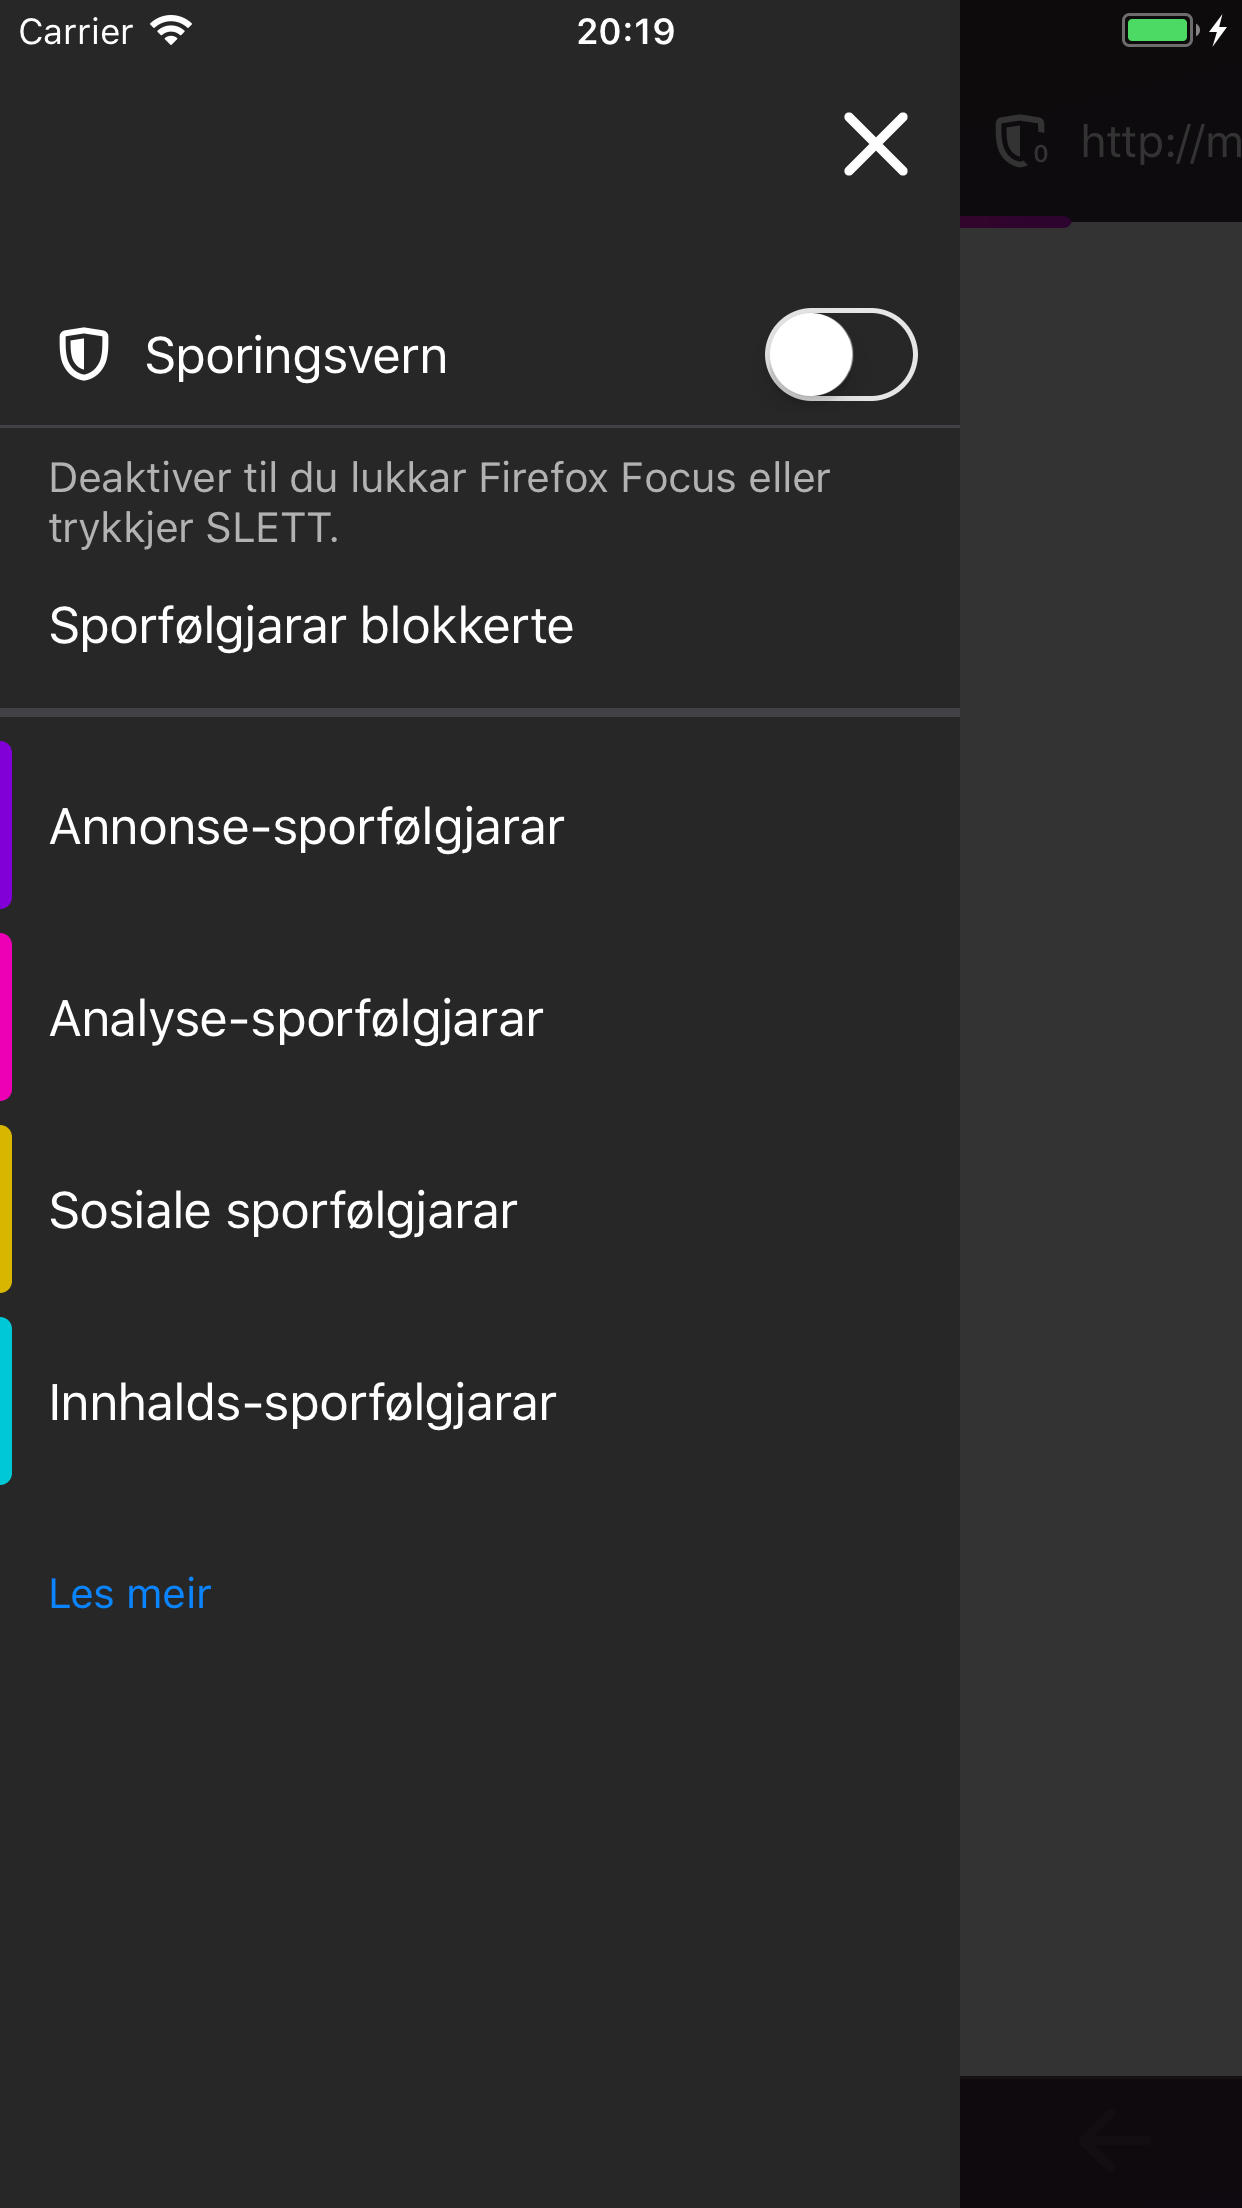 Carrier 20:19
0 http://m
Sporingsvern
Deaktiver til du lukkar Firefox Focus eller
trykkjer SLETT.
Sporfølgjarar blokkerte
Annonse-sporfølgjarar
Analyse-sporfølgjarar
Sosiale sporfølgjarar
Innhalds-sporfølgjarar
Les meir